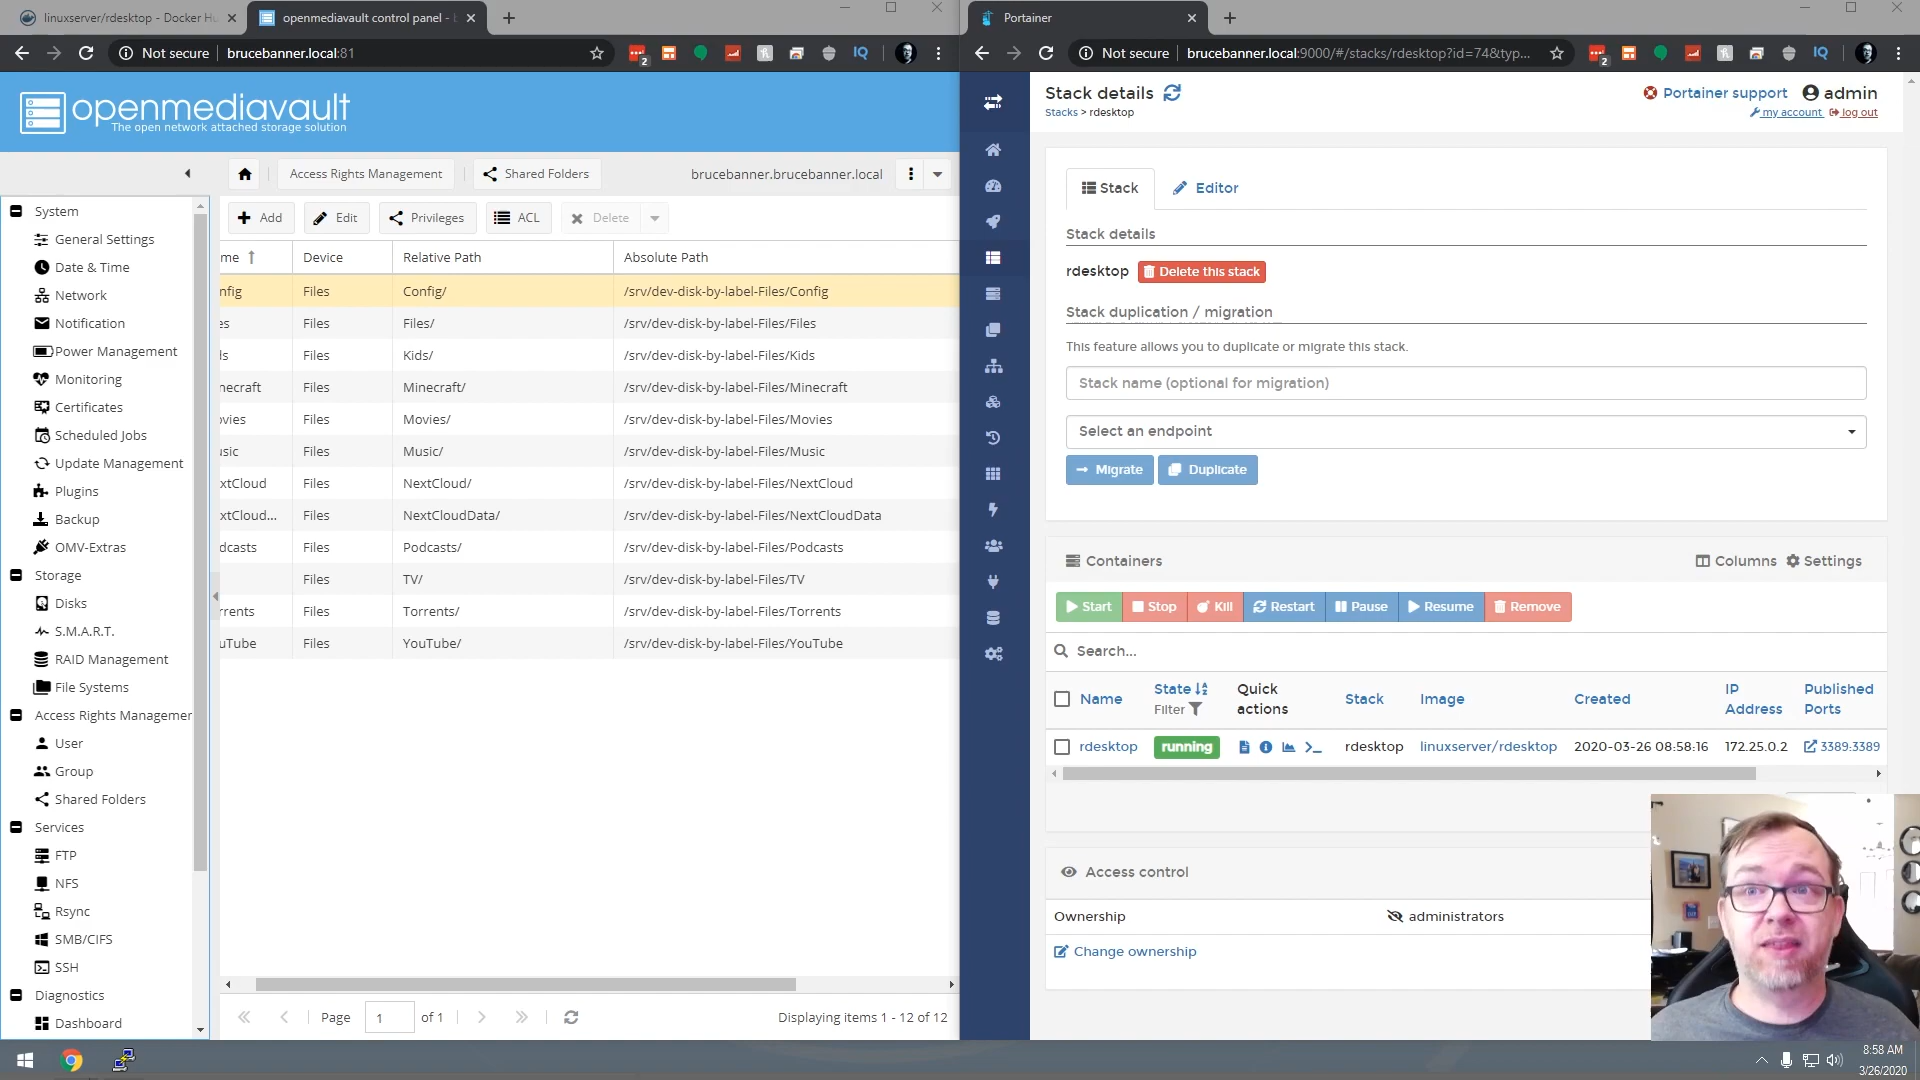 linuxserver/rdesktop - Docker Hu
openmediavault control panel -
Portainer
Not secure
brucebanner.local:81
2
IQ
Not secure
brucebanner.local:9000/#/stacks/rdesktop?id=74&typ...
2
IQ
openmediavault
The open network attached storage solution
Access Rights Management
Shared Folders
brucebanner.brucebanner.local
Add
Edit
Privileges
ACL
Delete
System
General Settings
Date & Time
Network
Notification
Power Management
Monitoring
Certificates
Scheduled Jobs
Update Management
Plugins
Backup
OMV-Extras
Storage
Disks
S.M.A.R.T.
RAID Management
File Systems
Access Rights Managemer
User
Group
Shared Folders
Services
FTP
NFS
Rsync
SMB/CIFS
SSH
Diagnostics
Dashboard
me Device Relative Path Absolute Path
nfig Files Config/ /srv/dev-disk-by-label-Files/Config
es Files Files/ /srv/dev-disk-by-label-Files/Files
ds Files Kids/ /srv/dev-disk-by-label-Files/Kids
necraft Files Minecraft/ /srv/dev-disk-by-label-Files/Minecraft
ovies Files Movies/ /srv/dev-disk-by-label-Files/Movies
usic Files Music/ /srv/dev-disk-by-label-Files/Music
xtCloud Files NextCloud/ /srv/dev-disk-by-label-Files/NextCloud
xtCloud... Files NextCloudData/ /srv/dev-disk-by-label-Files/NextCloudData
dcasts Files Podcasts/ /srv/dev-disk-by-label-Files/Podcasts
Files TV/ /srv/dev-disk-by-label-Files/TV
rrents Files Torrents/ /srv/dev-disk-by-label-Files/Torrents
uTube Files YouTube/ /srv/dev-disk-by-label-Files/YouTube
Page 1 of 1
Displaying items 1 - 12 of 12
Stack details
Stacks > rdesktop
Portainer support
admin
my account
log out
Stack
Editor
Stack details
rdesktop
Delete this stack
Stack duplication / migration
This feature allows you to duplicate or migrate this stack.
Stack name (optional for migration)
Select an endpoint
Migrate
Duplicate
Containers
Columns
Settings
Start
Stop
Kill
Restart
Pause
Resume
Remove
Search...
Name State Filter Quick actions Stack Image Created IP Address Published Ports
rdesktop running rdesktop linuxserver/rdesktop 2020-03-26 08:58:16 172.25.0.2 3389:3389
Access control
Ownership
administrators
Change ownership
8:58 AM
3/26/2020